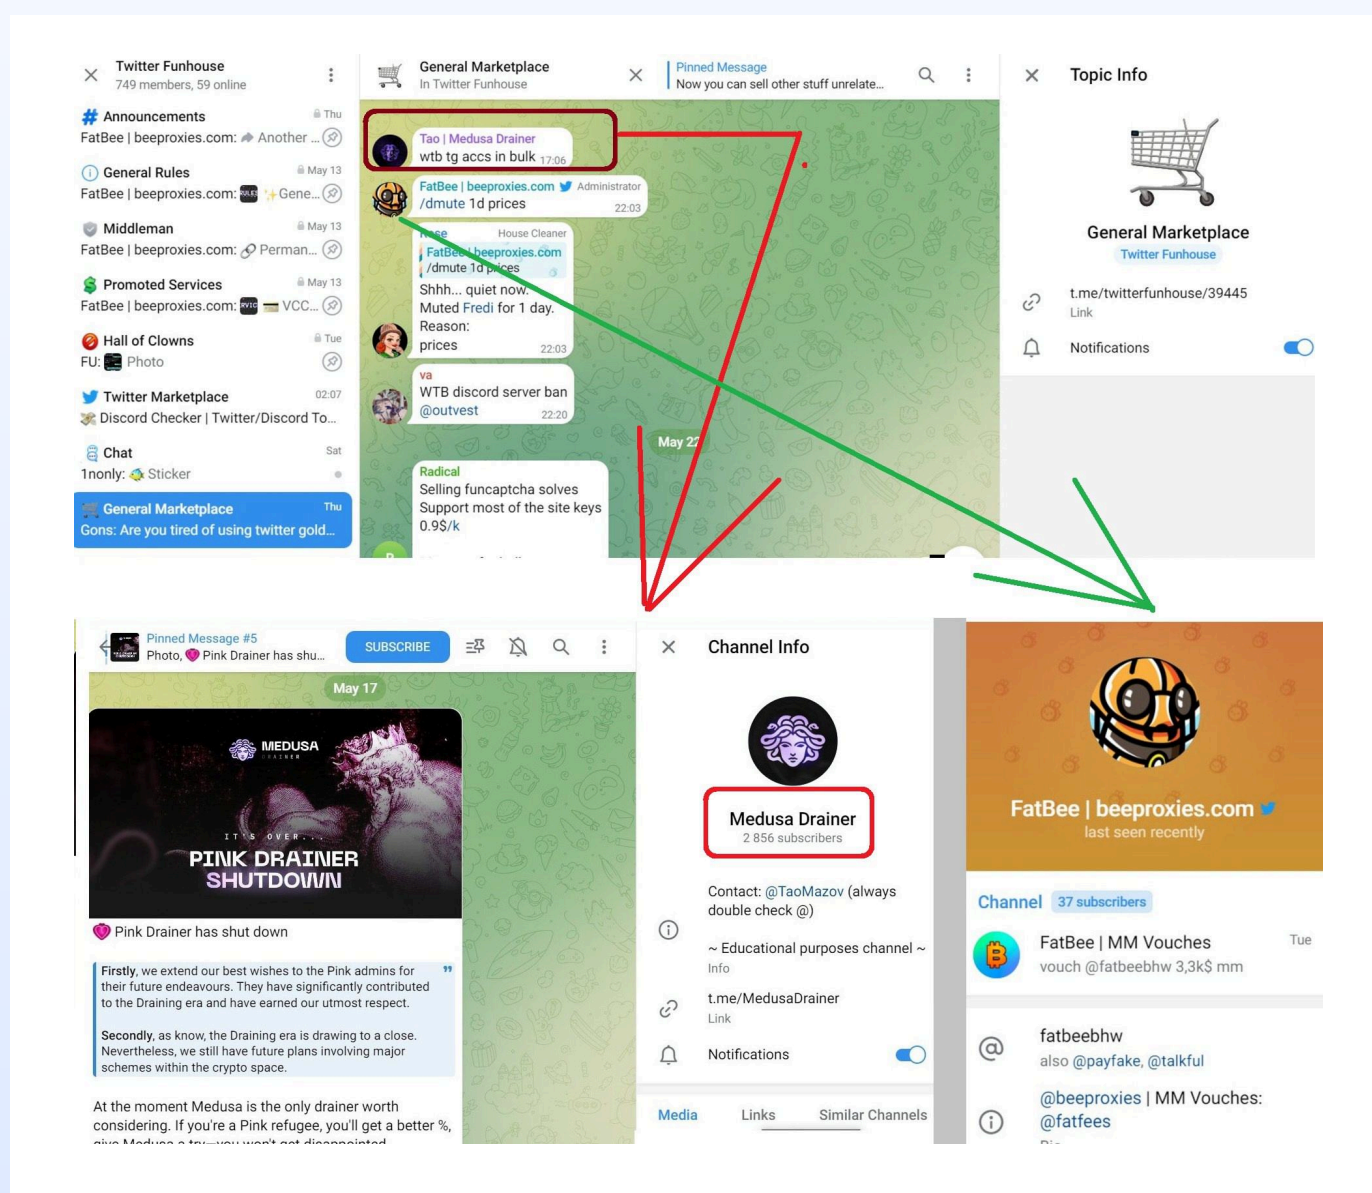 Twitter Funhouse
749 members, 59 online
Announcements
Thu
FatBee | beeproxies.com: Another ...
General Rules
May 13
FatBee | beeproxies.com: Gene...
Middleman
May 13
FatBee | beeproxies.com: Perman...
Promoted Services
May 13
FatBee | beeproxies.com: VCC...
Hall of Clowns
Tue
FU: Photo
Twitter Marketplace
02:07
Discord Checker | Twitter/Discord To...
Chat
Sat
1nonly: Sticker
General Marketplace
Thu
Gons: Are you tired of using twitter gold...
General Marketplace
In Twitter Funhouse
Pinned Message
Now you can sell other stuff unrelate...
Tao | Medusa Drainer
wtb tg accs in bulk 17:06
FatBee | beeproxies.com Administrator
/dmute 1d prices
22:03
Rose House Cleaner
FatBee | beeproxies.com
/dmute 1d prices
Shhh... quiet now.
Muted Fredi for 1 day.
Reason:
prices 22:03
va
WTB discord server ban
@outvest 22:20
May 22
Radical
Selling funcaptcha solves
Support most of the site keys
0.9$/k
Topic Info
General Marketplace
Twitter Funhouse
t.me/twitterfunhouse/39445
Link
Notifications
Pinned Message #5
Photo, Pink Drainer has shu...
SUBSCRIBE
May 17
MEDUSA
DRAINER
IT'S OVER...
PINK DRAINER
SHUTDOWN
Pink Drainer has shut down
Firstly, we extend our best wishes to the Pink admins for
their future endeavours. They have significantly contributed
to the Draining era and have earned our utmost respect.
Secondly, as know, the Draining era is drawing to a close.
Nevertheless, we still have future plans involving major
schemes within the crypto space.
At the moment Medusa is the only drainer worth
considering. If you're a Pink refugee, you'll get a better %,
give Medusa a try—you won't get disappointed
Channel Info
Medusa Drainer
2 856 subscribers
Contact: @TaoMazov (always
double check @)
~ Educational purposes channel ~
Info
t.me/MedusaDrainer
Link
Notifications
Media
Links
Similar Channels
FatBee | beeproxies.com
last seen recently
Channel 37 subscribers
FatBee | MM Vouches
Tue
vouch @fatbeebhw 3,3k$ mm
fatbeebhw
also @payfake, @talkful
@beeproxies | MM Vouches:
@fatfees